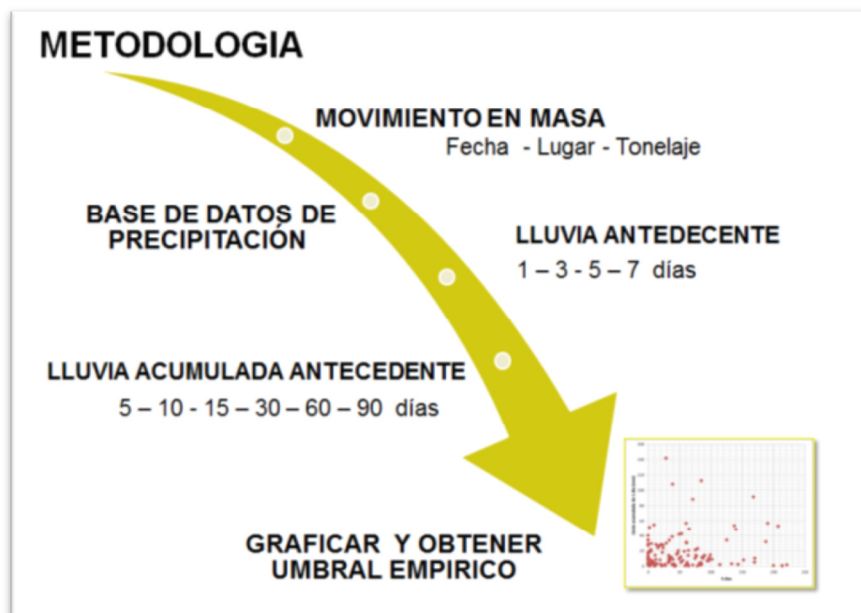 METODOLOGIA
MOVIMIENTO EN MASA
Fecha - Lugar - Tonelaje
BASE DE DATOS DE
PRECIPITACIÓN
LLUVIA ANTEDECENTE
1 – 3 - 5 – 7 días
LLUVIA ACUMULADA ANTECEDENTE
5 – 10 - 15 – 30 – 60 – 90 días
GRAFICAR Y OBTENER
UMBRAL EMPIRICO